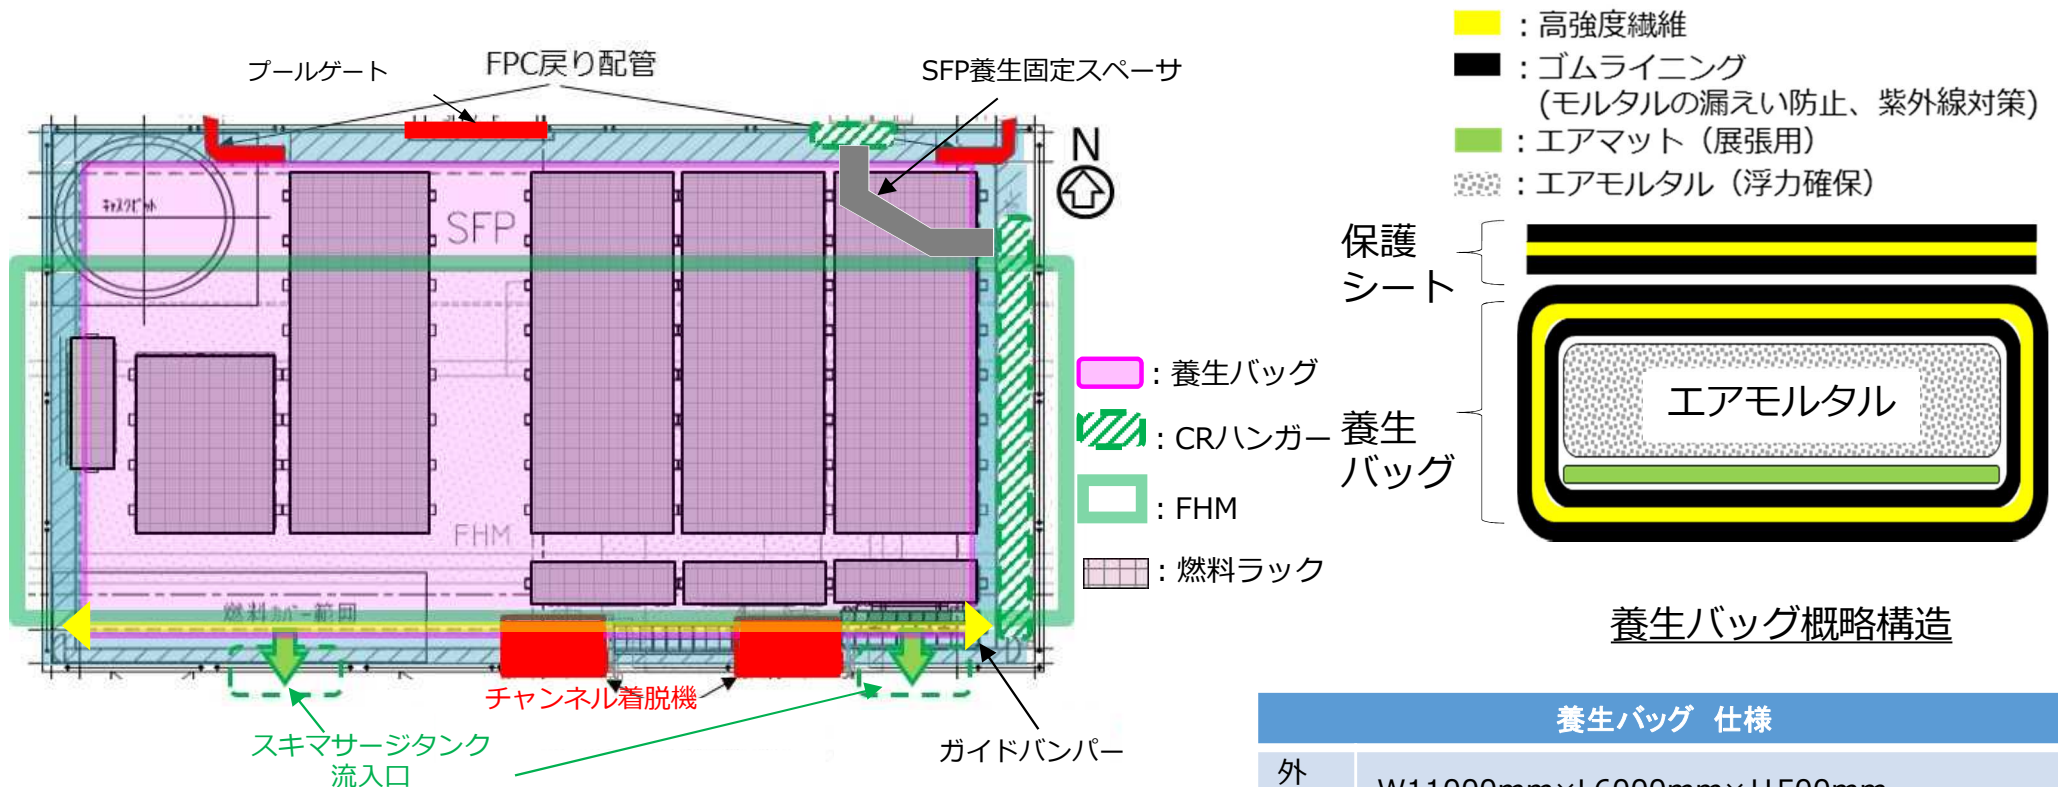 プールゲート
FPC戻り配管
SFP養生固定スペーサ
N
キャスクピット
SFP
FHM
燃料カバー範囲
チャンネル着脱機
スキマサージタンク
流入口
ガイドバンパー
：養生バッグ
：CRハンガー
：FHM
：燃料ラック
：高強度繊維
：ゴムライニング
(モルタルの漏えい防止、紫外線対策)
：エアマット（展張用）
：エアモルタル（浮力確保）
保護
シート
養生
バッグ
エアモルタル
養生バッグ概略構造
養生バッグ 仕様
外